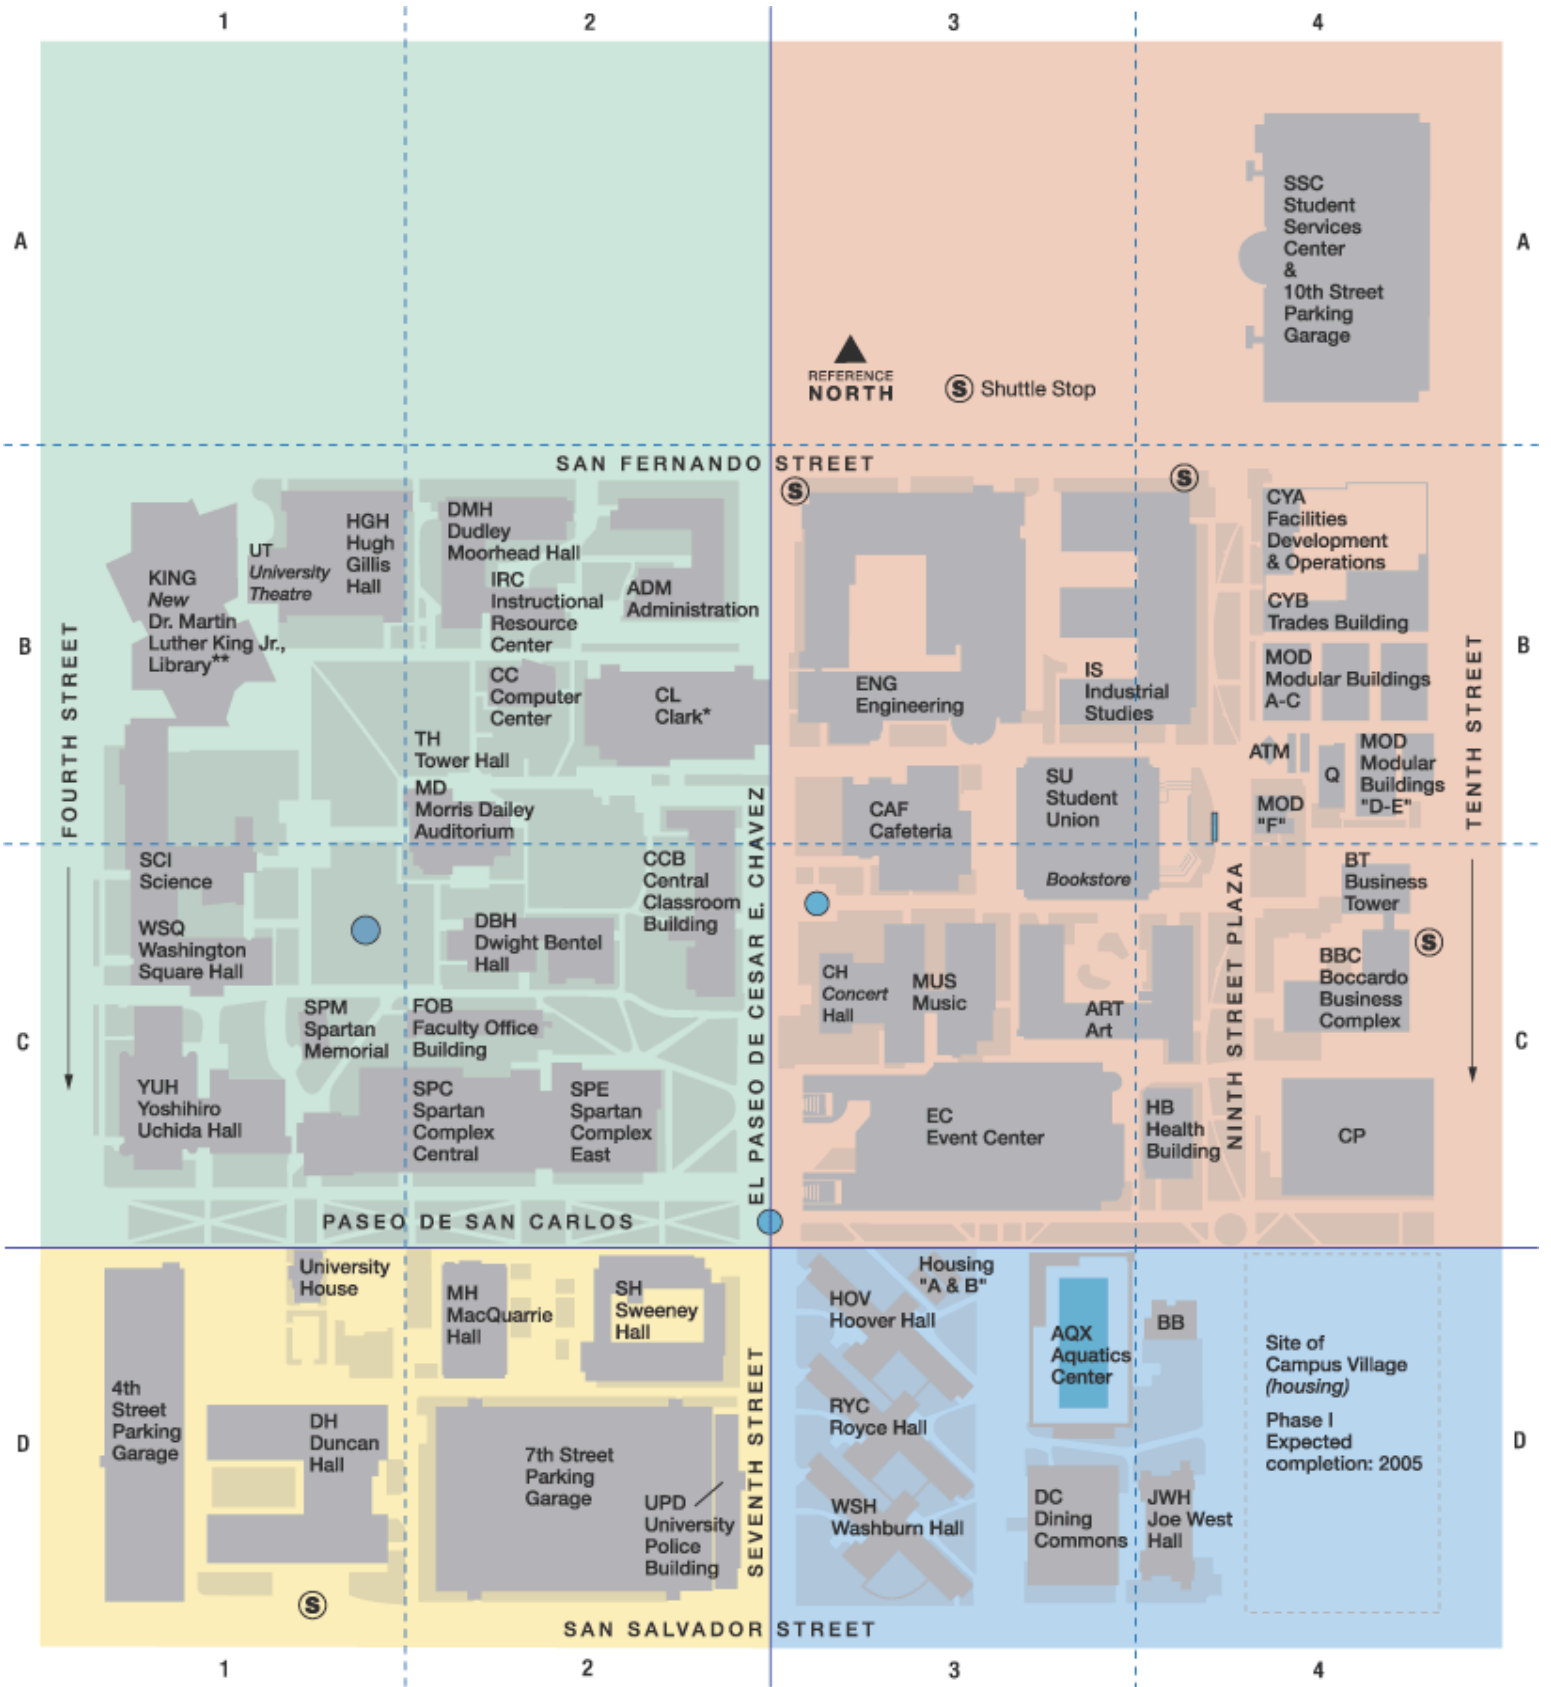 1
2
3
4
A
A
SSC
Student
Services
Center
&
10th Street
Parking
Garage
REFERENCE
NORTH
S Shuttle Stop
SAN FERNANDO STREET
S
S
B
B
FOURTH STREET
TENTH STREET
KING
New
Dr. Martin
Luther King Jr.,
Library**
UT
University
Theatre
HGH
Hugh
Gillis
Hall
DMH
Dudley
Moorhead Hall
IRC
Instructional
Resource
Center
ADM
Administration
CC
Computer
Center
CL
Clark*
TH
Tower Hall
MD
Morris Dailey
Auditorium
ENG
Engineering
IS
Industrial
Studies
CYA
Facilities
Development
& Operations
CYB
Trades Building
MOD
Modular Buildings
A-C
ATM
Q
MOD
Modular
Buildings
"D-E"
MOD
"F"
CAF
Cafeteria
SU
Student
Union
Bookstore
EL PASEO DE CESAR E. CHAVEZ
NINTH STREET PLAZA
C
C
SCI
Science
WSQ
Washington
Square Hall
CCB
Central
Classroom
Building
DBH
Dwight Bentel
Hall
SPM
Spartan
Memorial
FOB
Faculty Office
Building
YUH
Yoshihiro
Uchida Hall
SPC
Spartan
Complex
Central
SPE
Spartan
Complex
East
CH
Concert
Hall
MUS
Music
ART
Art
BT
Business
Tower
S
BBC
Boccardo
Business
Complex
EC
Event Center
HB
Health
Building
CP
PASEO DE SAN CARLOS
D
D
University
House
MH
MacQuarrie
Hall
SH
Sweeney
Hall
4th
Street
Parking
Garage
DH
Duncan
Hall
7th Street
Parking
Garage
UPD
University
Police
Building
SEVENTH STREET
S
Housing
"A & B"
HOV
Hoover Hall
RYC
Royce Hall
WSH
Washburn Hall
AQX
Aquatics
Center
BB
DC
Dining
Commons
JWH
Joe West
Hall
Site of
Campus Village
(housing)
Phase I
Expected
completion: 2005
SAN SALVADOR STREET
1
2
3
4